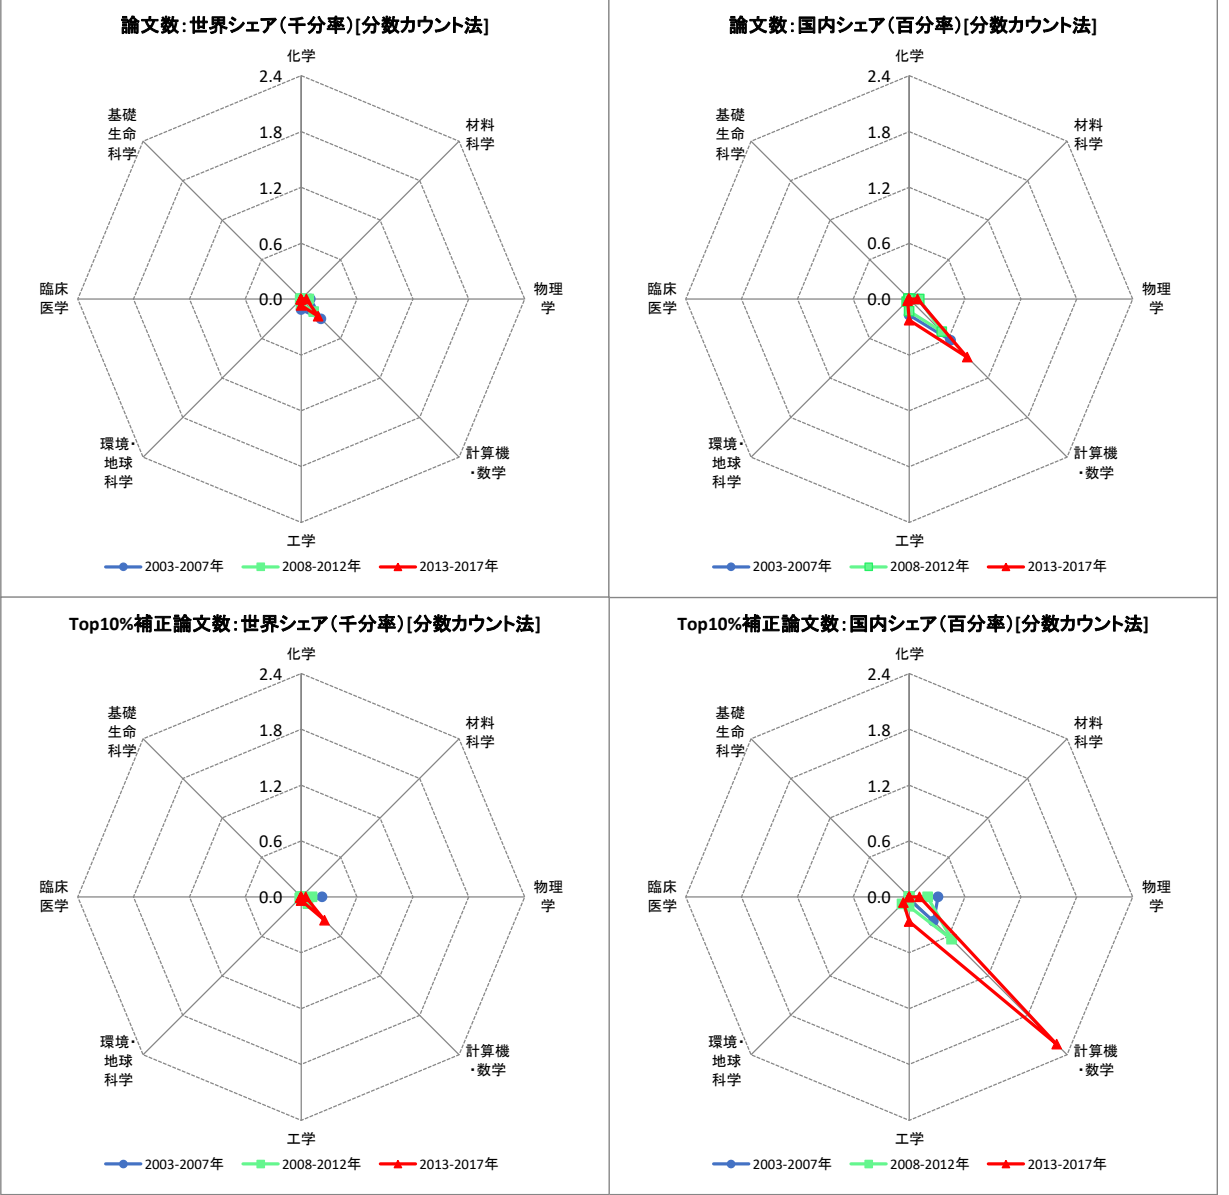 論文数：世界シェア（千分率）[分数カウント法]
化学
2.4
1.8
1.2
0.6
0.0
材料
科学
物理
学
計算機
・数学
工学
環境・
地球
科学
臨床
医学
基礎
生命
科学
2003-2007年
2008-2012年
2013-2017年
論文数：国内シェア（百分率）[分数カウント法]
化学
2.4
1.8
1.2
0.6
0.0
材料
科学
物理
学
計算機
・数学
工学
環境・
地球
科学
臨床
医学
基礎
生命
科学
2003-2007年
2008-2012年
2013-2017年
Top10%補正論文数：世界シェア（千分率）[分数カウント法]
化学
2.4
1.8
1.2
0.6
0.0
材料
科学
物理
学
計算機
・数学
工学
環境・
地球
科学
臨床
医学
基礎
生命
科学
2003-2007年
2008-2012年
2013-2017年
Top10%補正論文数：国内シェア（百分率）[分数カウント法]
化学
2.4
1.8
1.2
0.6
0.0
材料
科学
物理
学
計算機
・数学
工学
環境・
地球
科学
臨床
医学
基礎
生命
科学
2003-2007年
2008-2012年
2013-2017年